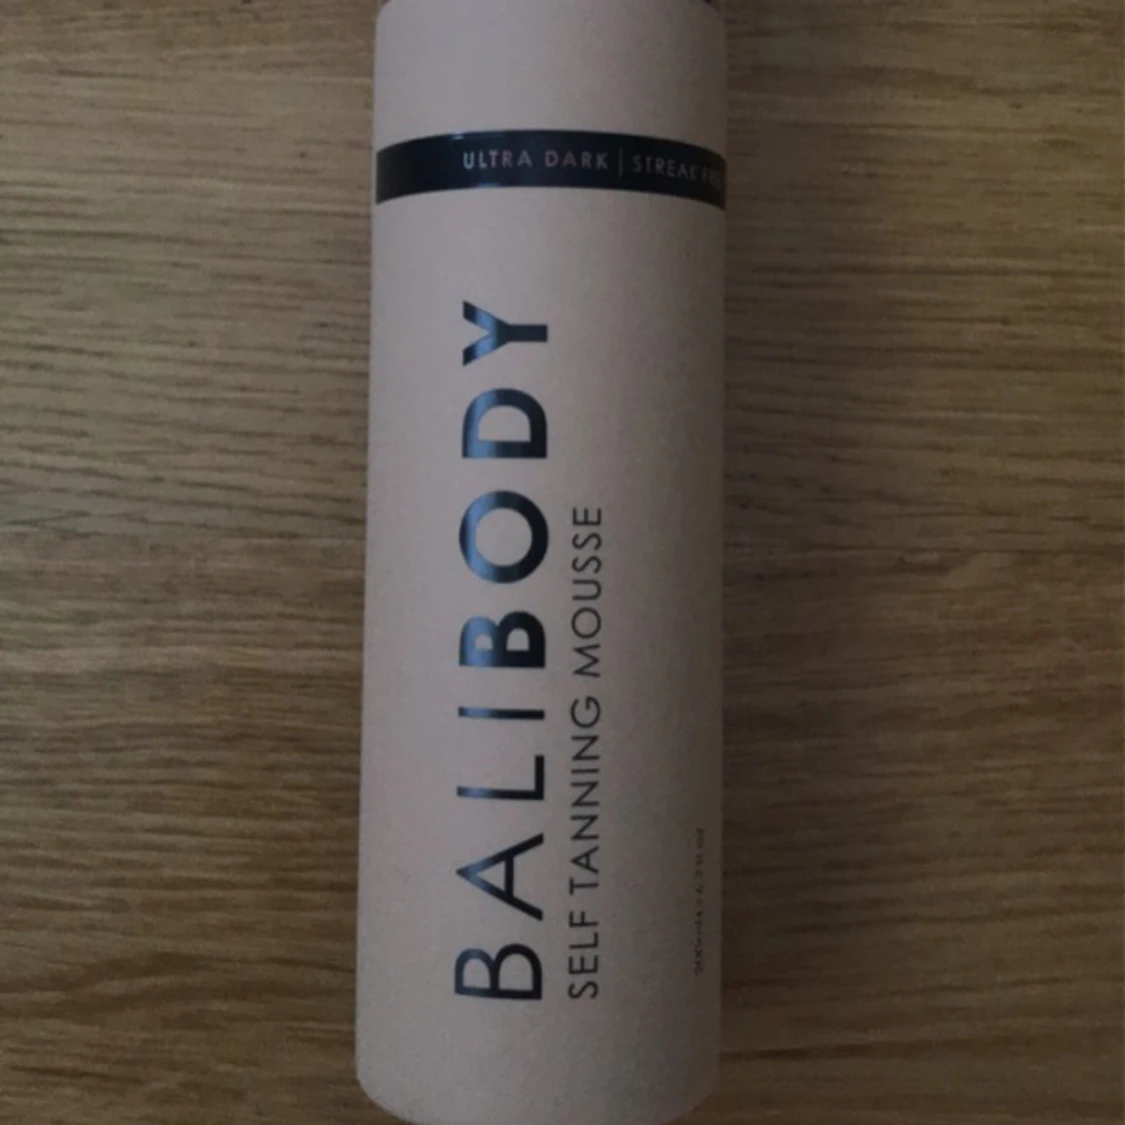 ULTRA DARK | STREAK
BALIBODY
SELF TANNING MOUSSE